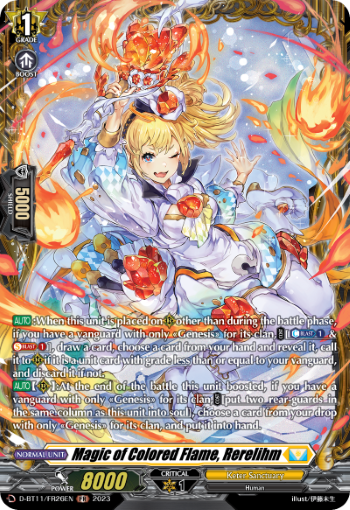 1
GRADE
BOOST
5000
SHIELD
AUTO :When this unit is placed on other than during the battle phase,
if you have a vanguard with only «Genesis» for its clan, BLAST 1 &
BLAST 1 , draw a card, choose a card from your hand and reveal it, call
it to if it is a unit card with grade less than or equal to your vanguard,
and discard it if not.
AUTO :At the end of the battle this unit boosted, if you have a
vanguard with only «Genesis» for its clan, put two rear-guards in
the same column as this unit into soul , choose a card from your drop
with only «Genesis» for its clan, and put it into hand.
NORMAL UNIT
Magic of Colored Flame, Rerelihm
POWER 8000
CRITICAL
1
Keter Sanctuary
Human
D-BT11/FR26EN FR 2023
illust/伊藤未生